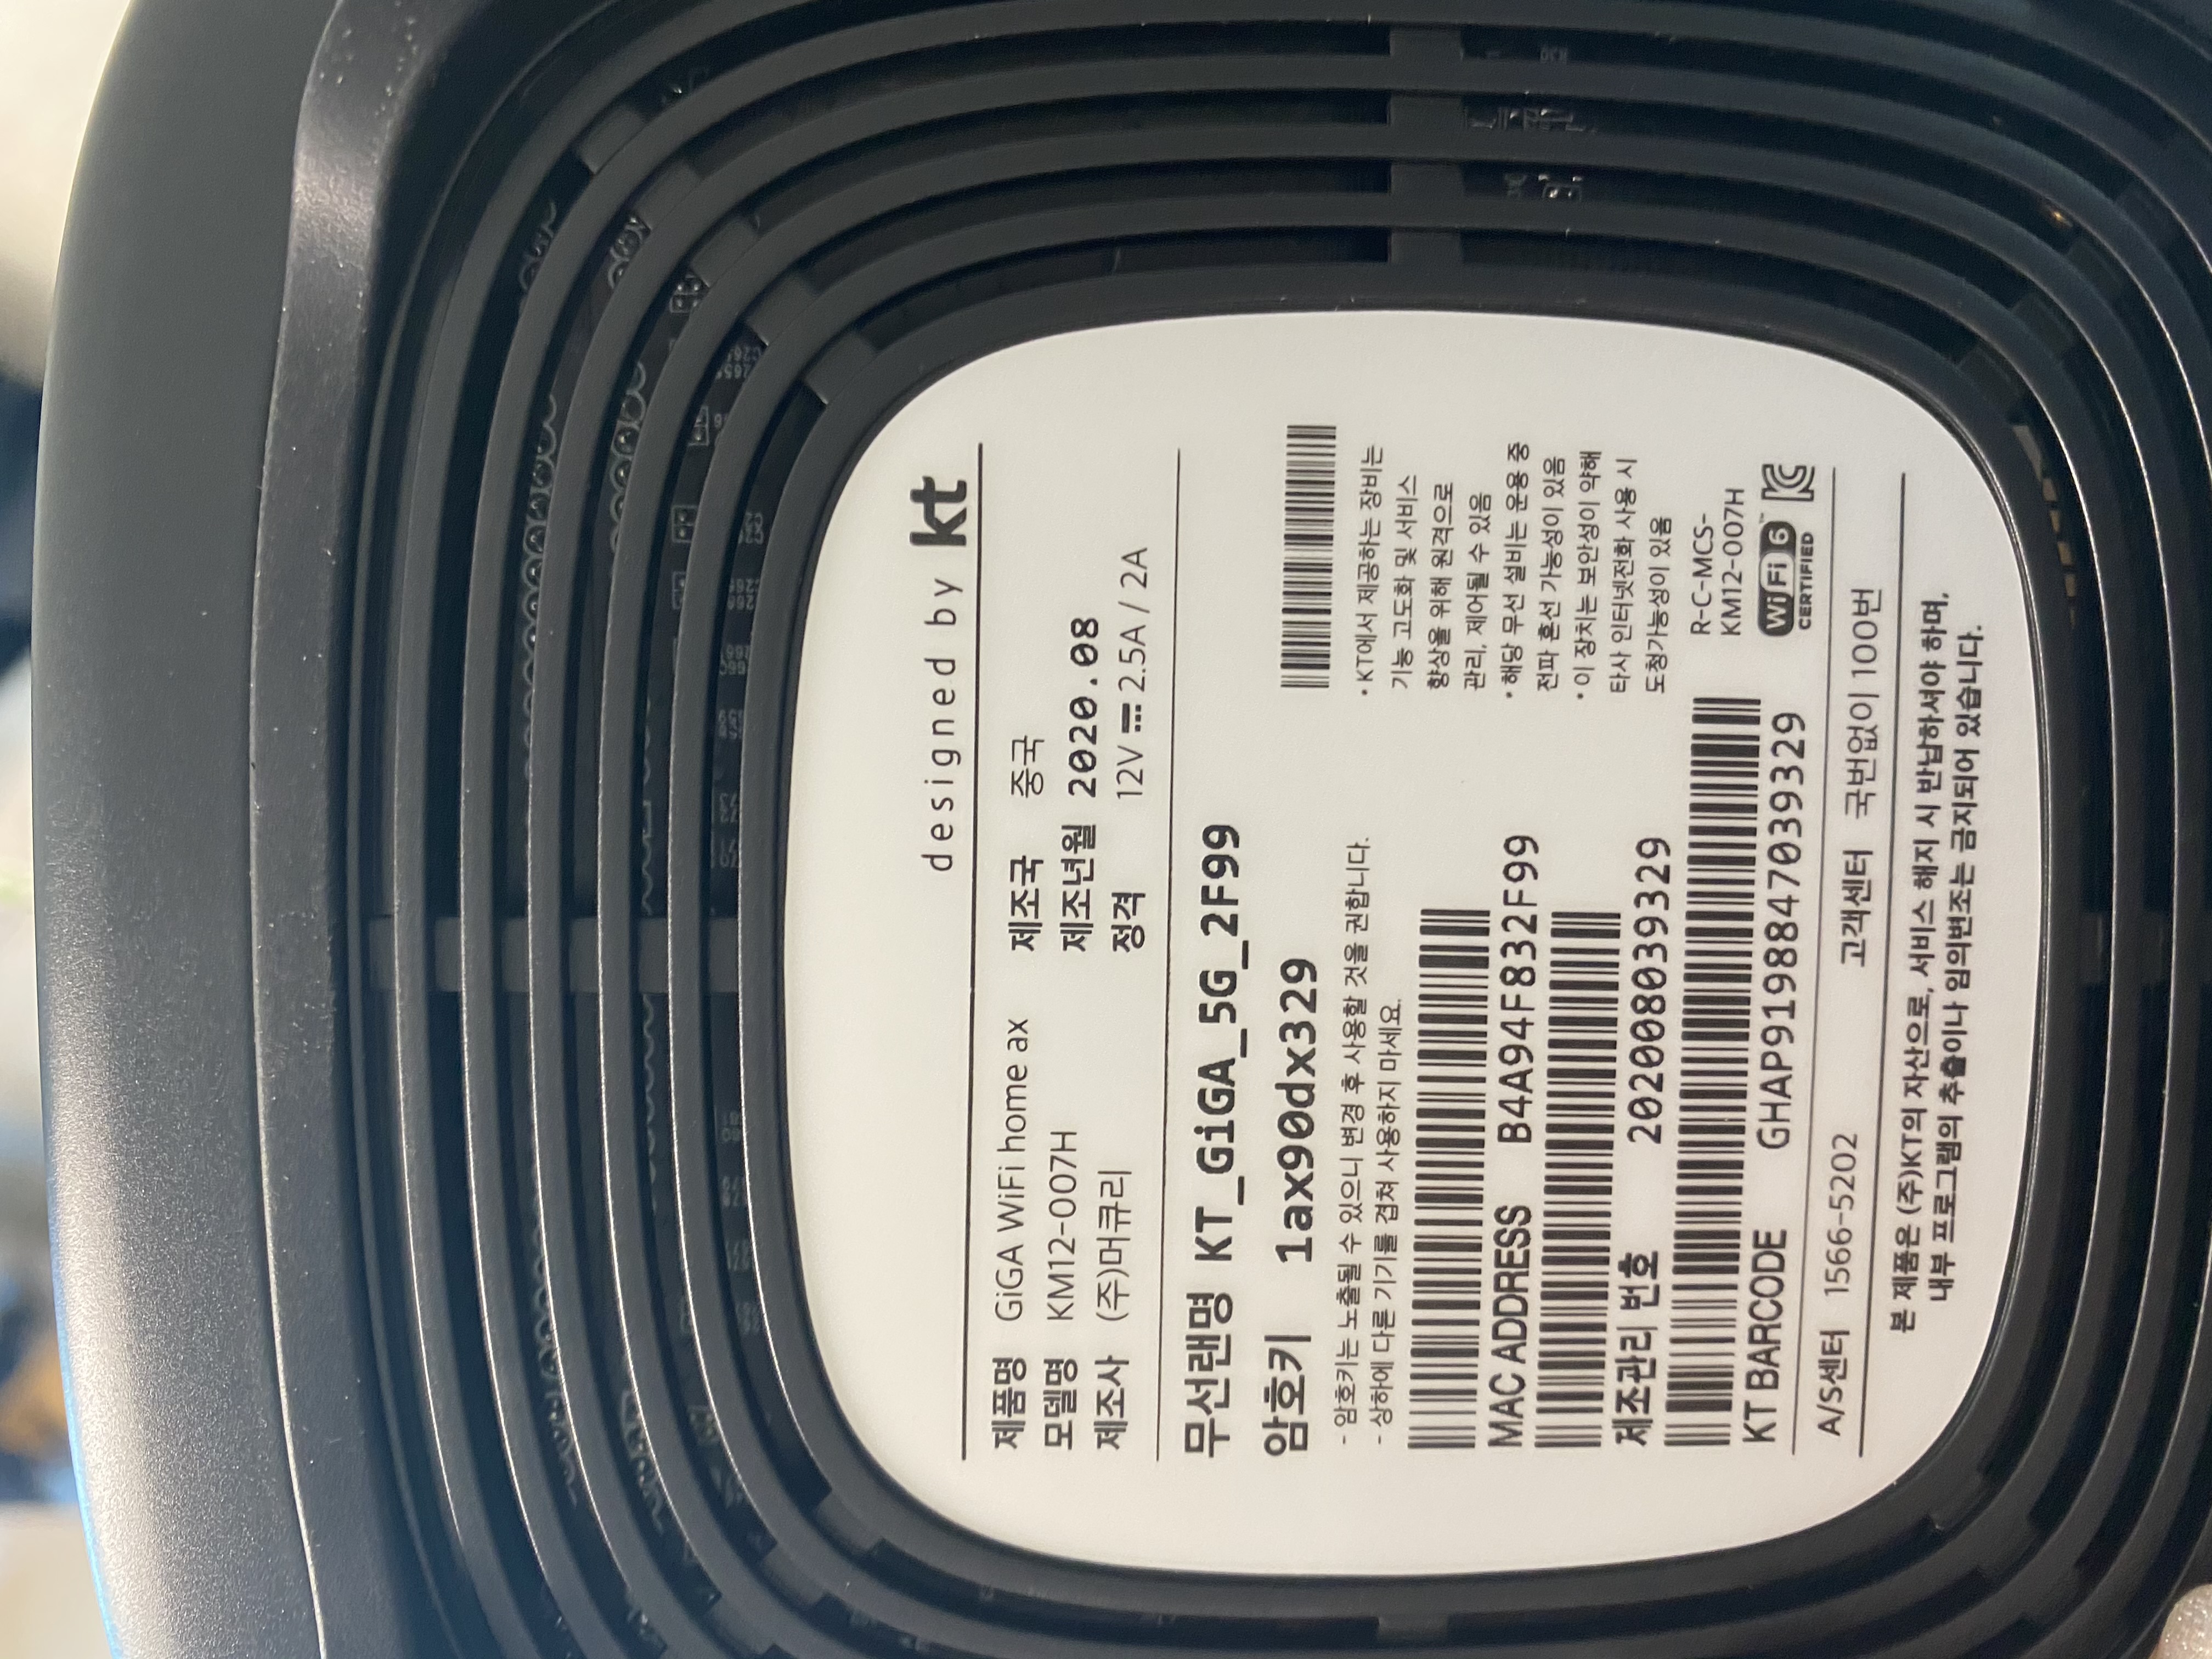 designed by kt
제품명 GiGA WiFi home ax
모델명 KM12-007H
제조사 (주)머큐리
제조국 중국
제조년월 2020.08
정격 12V ⎓ 2.5A / 2A
무선랜명 KT_GiGA_5G_2F99
암호키 1ax90dx329
- 암호키는 노출될 수 있으니 변경 후 사용할 것을 권합니다.
- 상하에 다른 기기를 겹쳐 사용하지 마세요.
MAC ADDRESS B4A94F832F99
제조관리 번호 202008039329
KT BARCODE GHAP9198847039329
• KT에서 제공하는 장비는
기능 고도화 및 서비스
향상을 위해 원격으로
관리, 제어될 수 있음
• 해당 무선 설비는 운용 중
전파 혼선 가능성이 있음
• 이 장치는 보안성이 약해
타사 인터넷전화 사용 시
도청가능성이 있음
R-C-MCS-
KM12-007H
WiFi 6™
CERTIFIED
A/S센터 1566-5202 고객센터 국번없이 100번
본 제품은 (주)KT의 자산으로, 서비스 해지 시 반납하셔야 하며,
내부 프로그램의 추출이나 임의변조는 금지되어 있습니다.